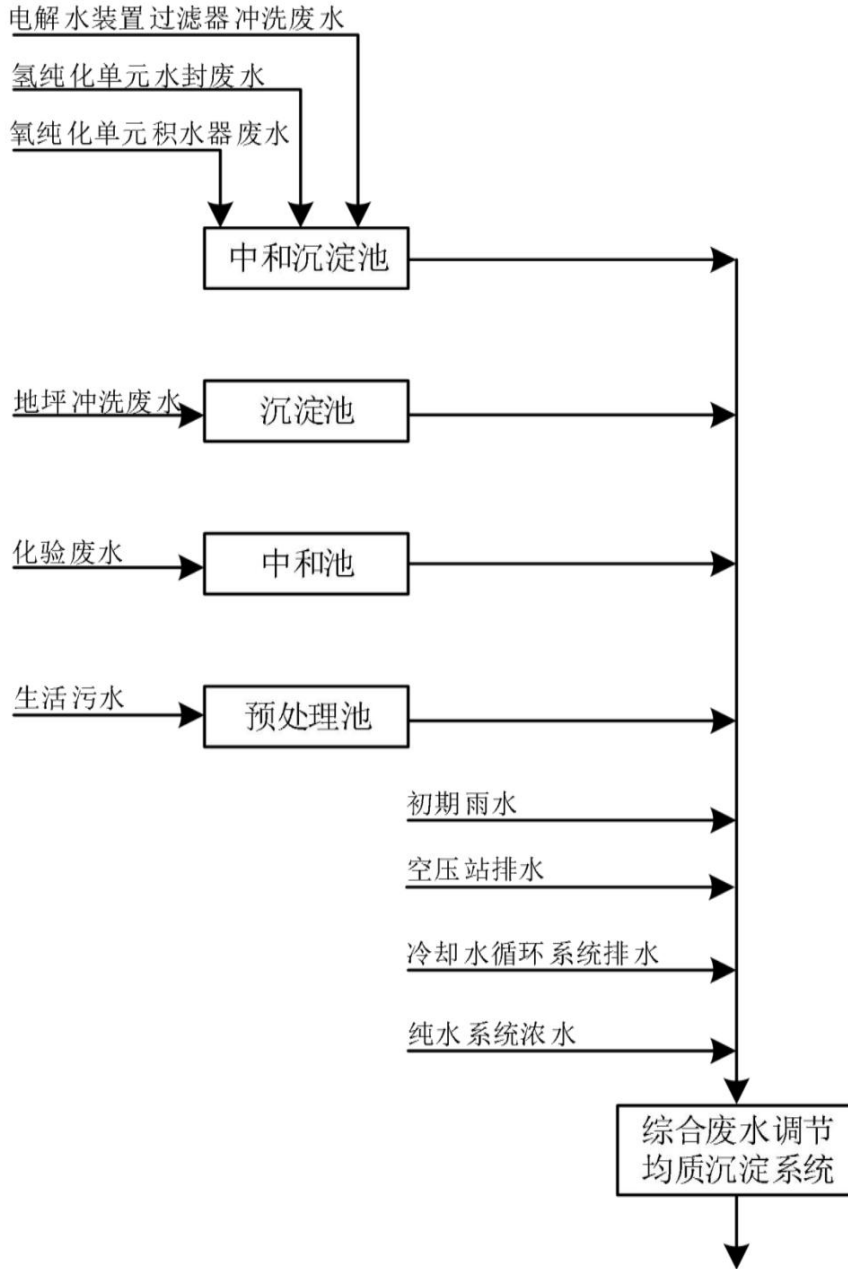 电解水装置过滤器冲洗废水
氢纯化单元水封废水
氧纯化单元积水器废水
中和沉淀池
地坪冲洗废水
沉淀池
化验废水
中和池
生活污水
预处理池
初期雨水
空压站排水
冷却水循环系统排水
纯水系统浓水
综合废水调节
均质沉淀系统